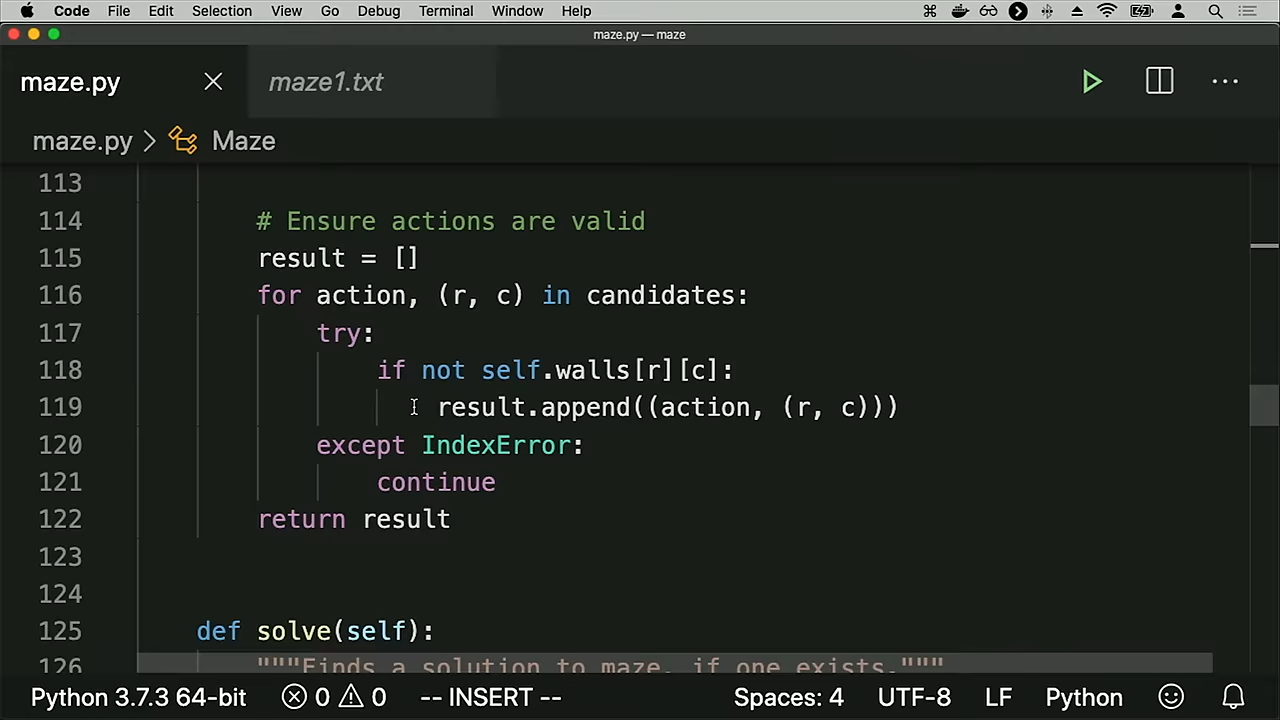 Code File Edit Selection View Go Debug Terminal Window Help
maze.py — maze
maze.py maze1.txt
maze.py > Maze
113
114 # Ensure actions are valid
115 result = []
116 for action, (r, c) in candidates:
117 try:
118 if not self.walls[r][c]:
119 result.append((action, (r, c)))
120 except IndexError:
121 continue
122 return result
123
124
125 def solve(self):
126 """Finds a solution to maze, if one exists."""
Python 3.7.3 64-bit 0 0 -- INSERT -- Spaces: 4 UTF-8 LF Python